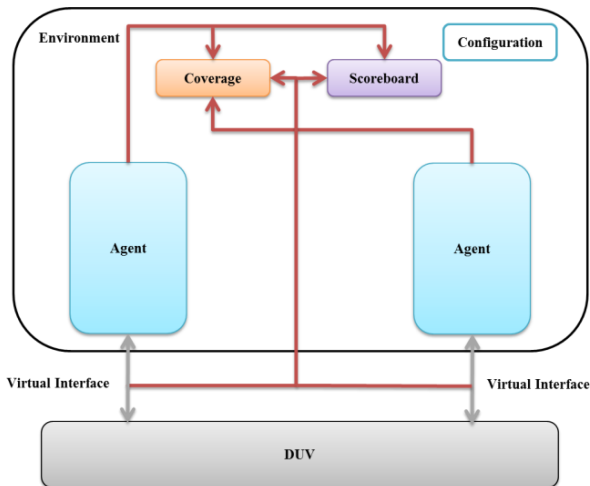 Environment
Configuration
Coverage
Scoreboard
Agent
Agent
Virtual Interface
Virtual Interface
DUV